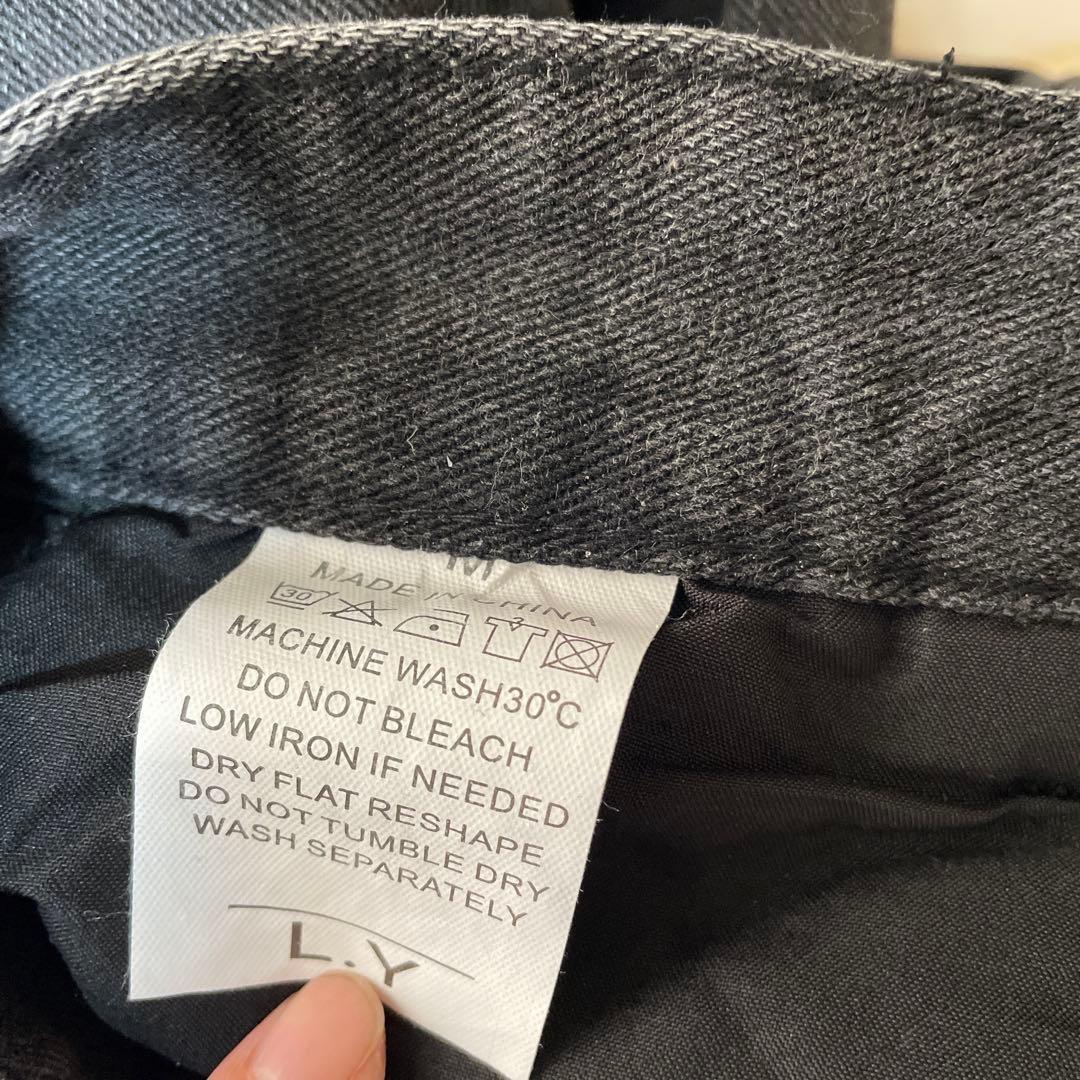 M
MADE IN CHINA
30
MACHINE WASH30°C
DO NOT BLEACH
LOW IRON IF NEEDED
DRY FLAT RESHAPE
DO NOT TUMBLE DRY
WASH SEPARATELY
L.Y